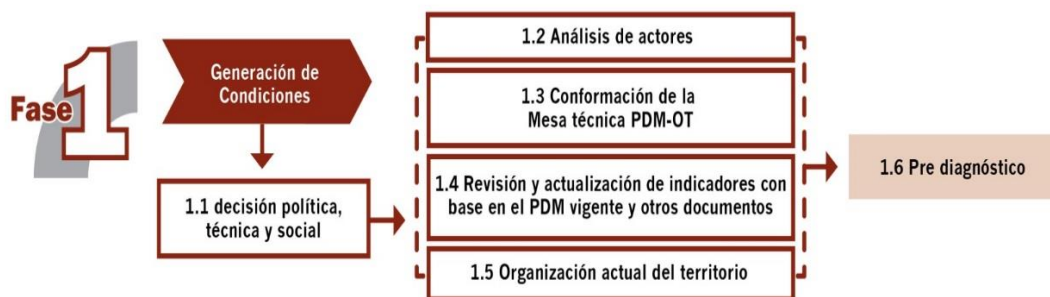 Fase 1
Generación de
Condiciones
1.1 decisión política,
técnica y social
1.2 Análisis de actores
1.3 Conformación de la
Mesa técnica PDM-OT
1.4 Revisión y actualización de indicadores con
base en el PDM vigente y otros documentos
1.5 Organización actual del territorio
1.6 Pre diagnóstico